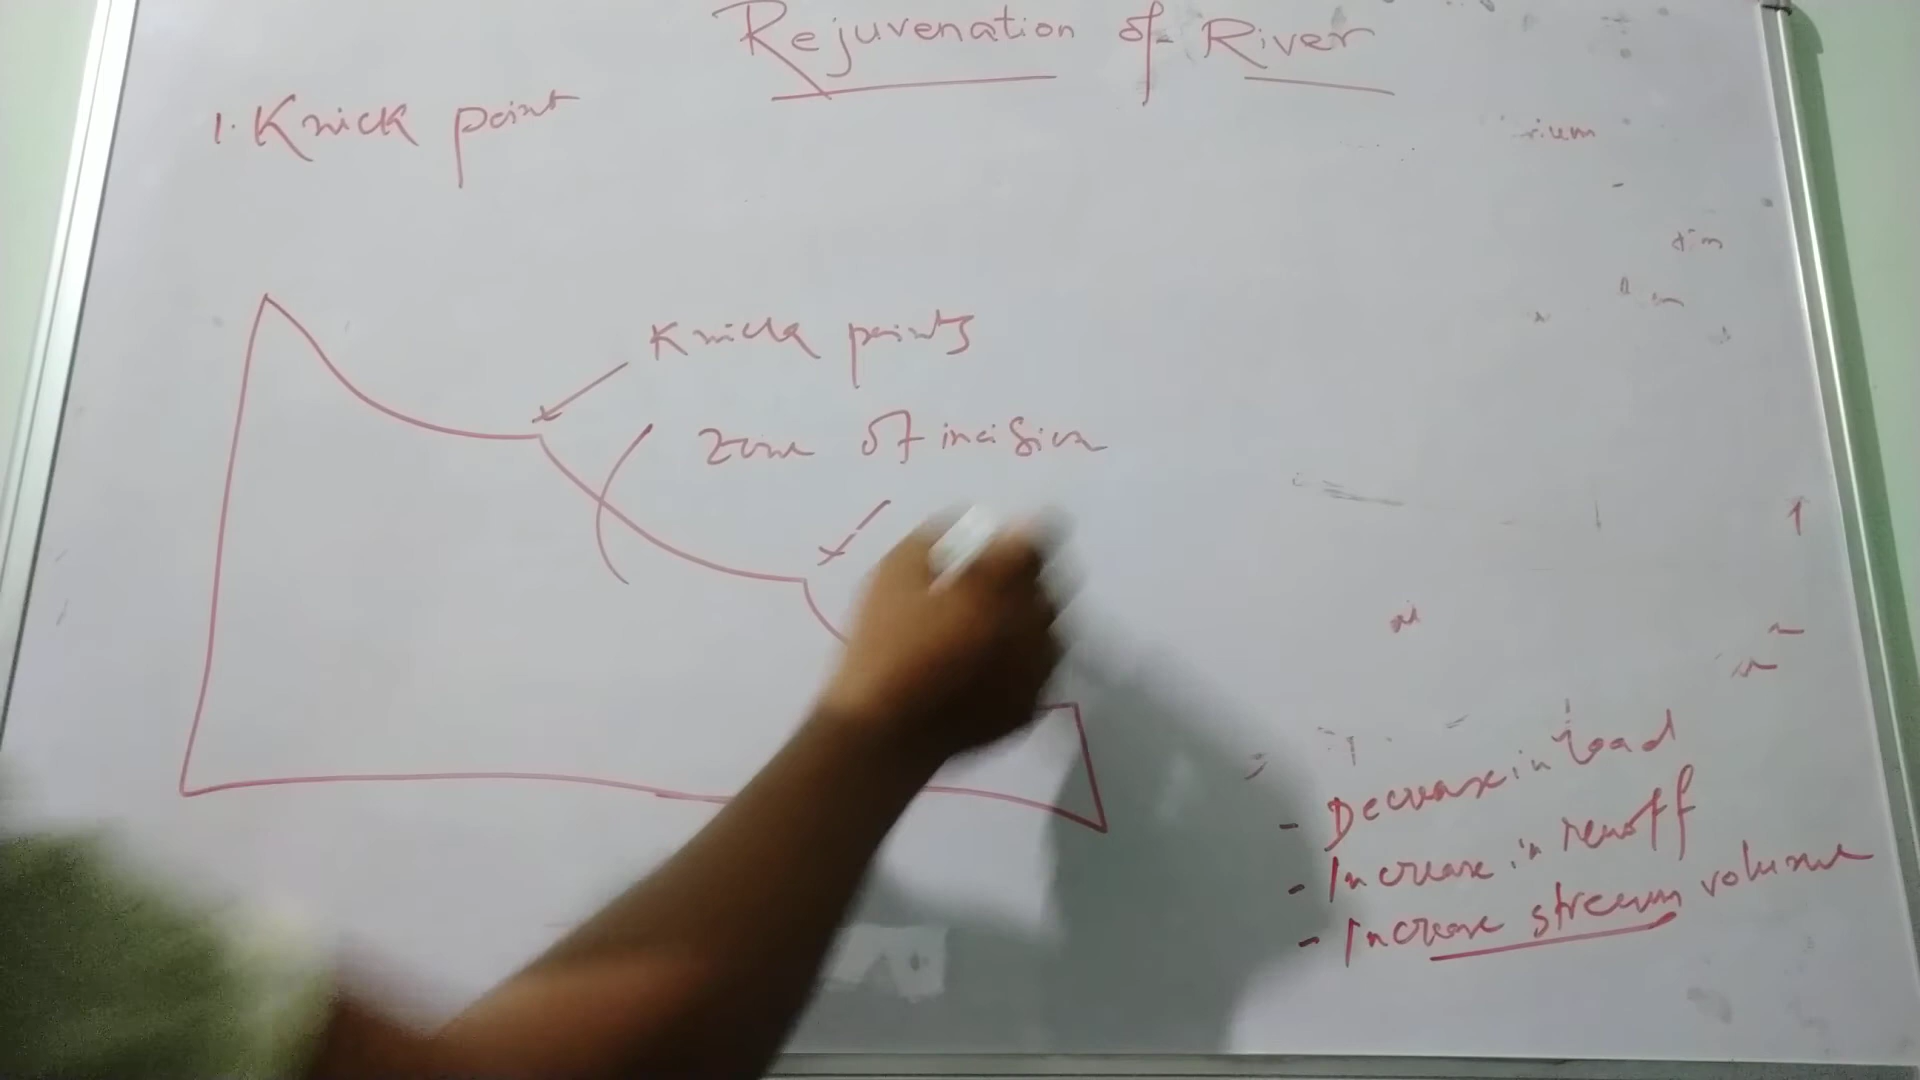 Rejuvenation of River
1. Knick point
Knick points
Zone of incision
- Decrease in load
- Increase in runoff
- Increase stream volume